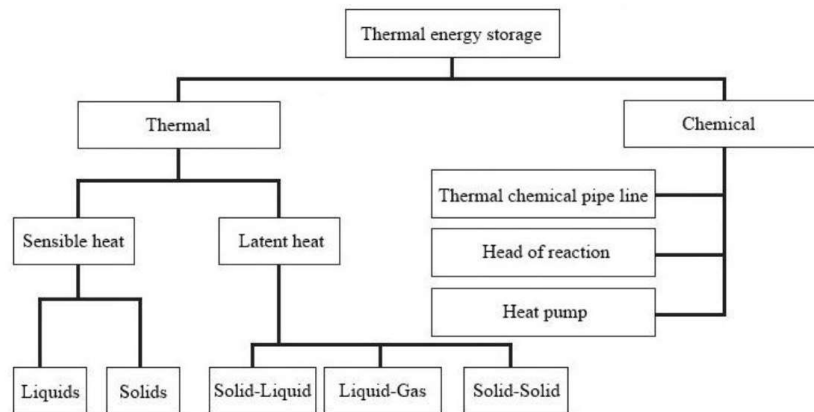 Thermal energy storage
Thermal
Chemical
Thermal chemical pipe line
Sensible heat
Latent heat
Head of reaction
Heat pump
Liquids
Solids
Solid-Liquid
Liquid-Gas
Solid-Solid